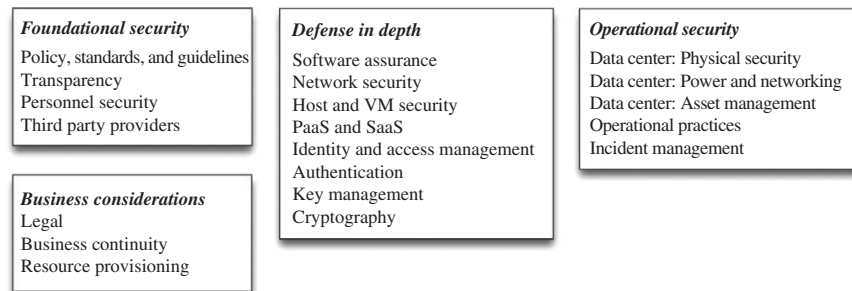 Foundational security
Policy, standards, and guidelines
Transparency
Personnel security
Third party providers
Business considerations
Legal
Business continuity
Resource provisioning
Defense in depth
Software assurance
Network security
Host and VM security
PaaS and SaaS
Identity and access management
Authentication
Key management
Cryptography
Operational security
Data center: Physical security
Data center: Power and networking
Data center: Asset management
Operational practices
Incident management